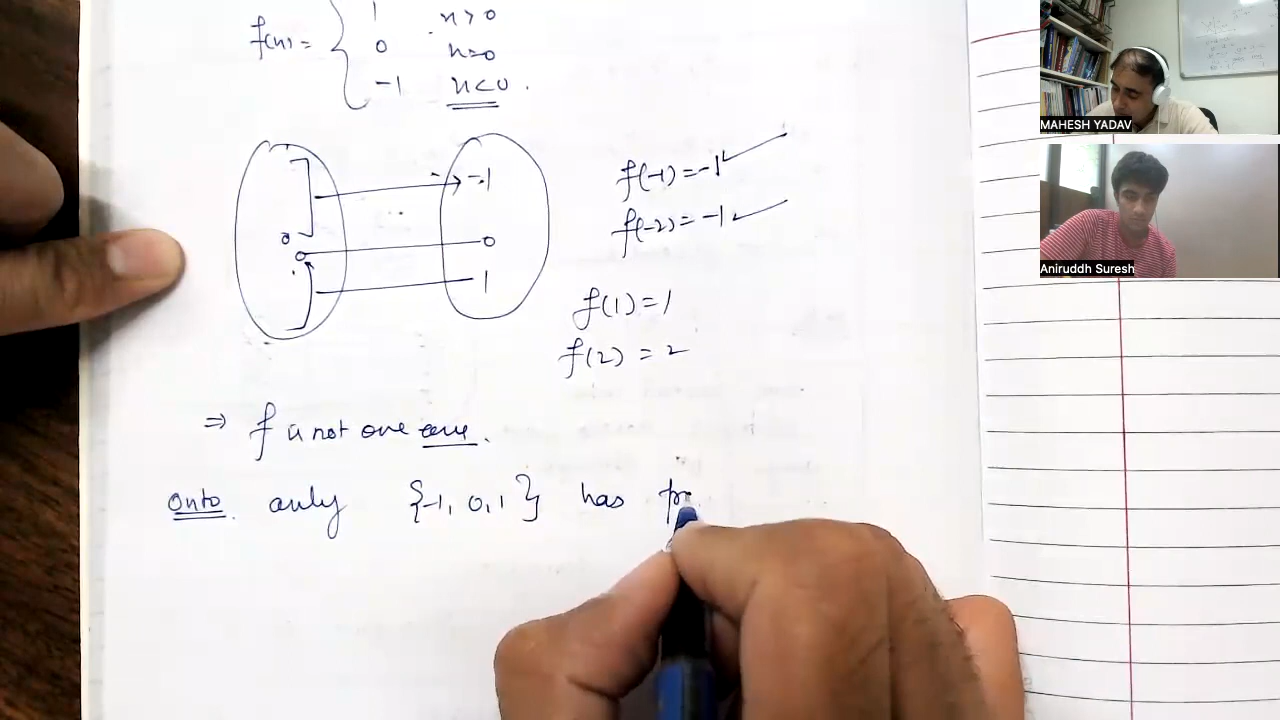 1 x > 0
f(x) = { 0 x = 0
-1 x < 0 .
-1
0 0
1
f(-1) = -1
f(-2) = -1
f(1) = 1
f(2) = 2
⇒ f is not one one.
Onto. only {-1, 0, 1} has pr
MAHESH YADAV
Aniruddh Suresh